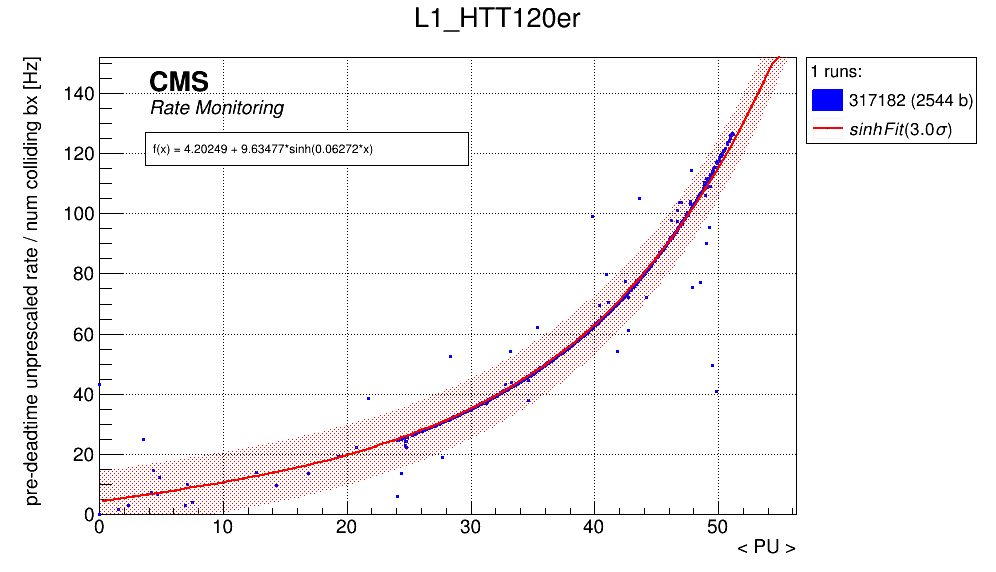 L1_HTT120er
pre-deadtime unprescaled rate / num colliding bx [Hz]
CMS
Rate Monitoring
f(x) = 4.20249 + 9.63477*sinh(0.06272*x)
1 runs:
317182 (2544 b)
sinhFit(3.0σ)
140
120
100
80
60
40
20
0
0 10 20 30 40 50
< PU >